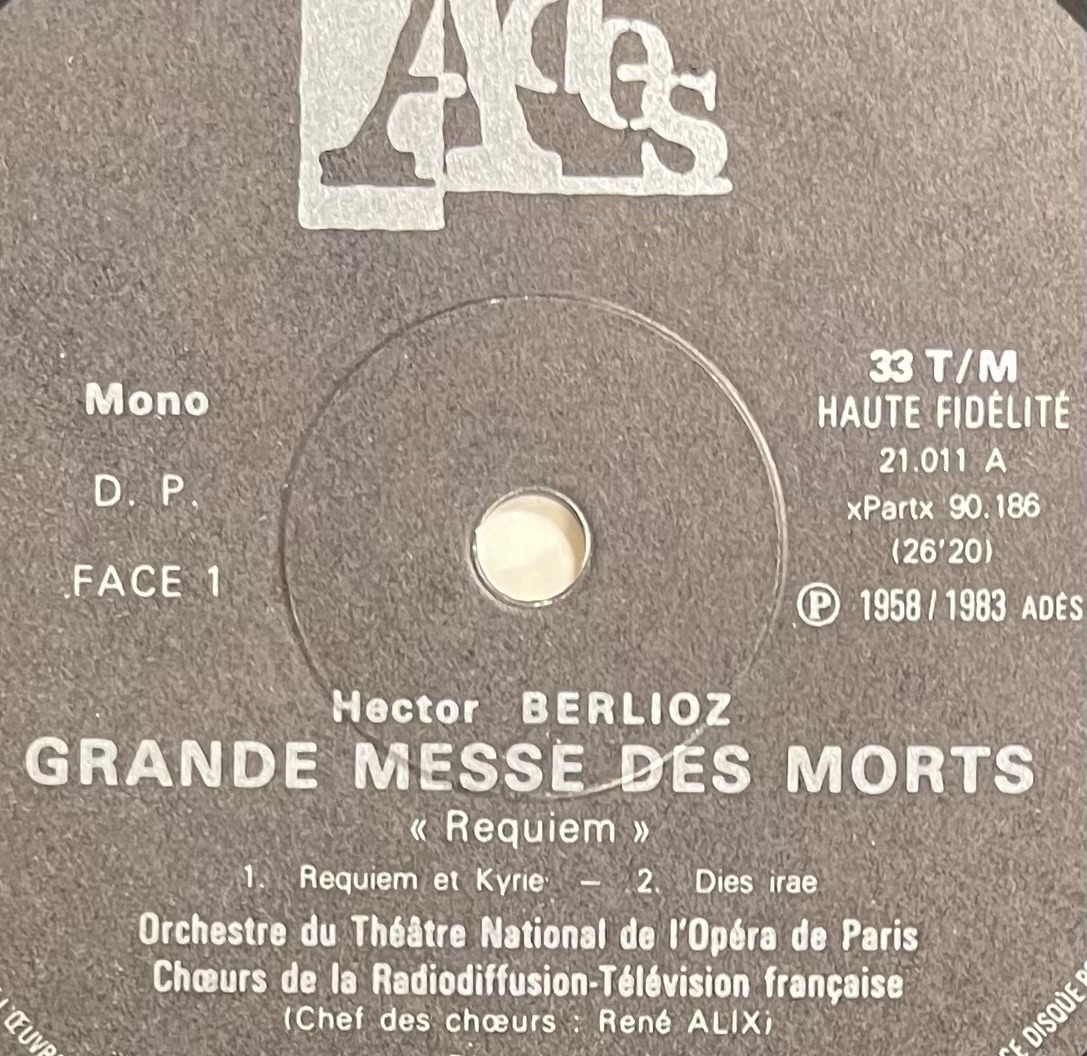 Adès
Mono
D. P.
FACE 1
33 T/M
HAUTE FIDÉLITÉ
21.011 A
xPartx 90.186
(26'20)
Ⓟ 1958 / 1983 ADÈS
Hector BERLIOZ
GRANDE MESSE DES MORTS
« Requiem »
1. Requiem et Kyrie – 2. Dies irae
Orchestre du Théâtre National de l'Opéra de Paris
Chœurs de la Radiodiffusion-Télévision française
(Chef des chœurs : René ALIX)
DISQUE